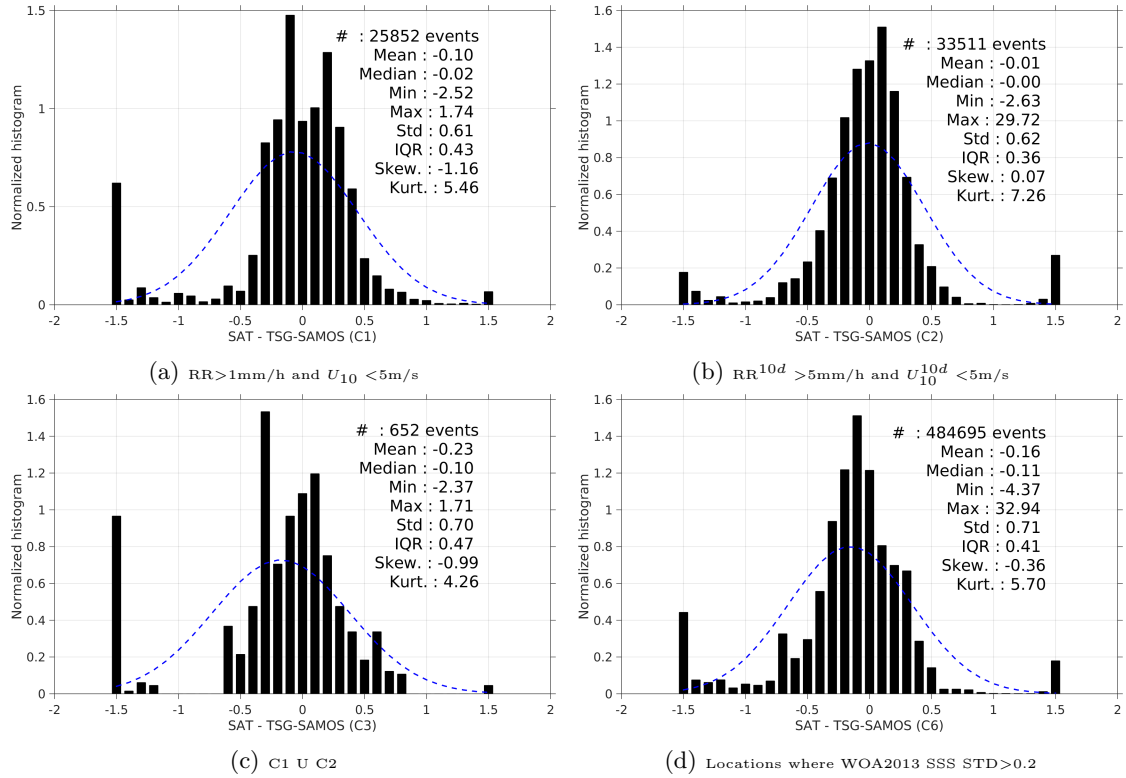 # : 25852 events
Mean : -0.10
Median : -0.02
Min : -2.52
Max : 1.74
Std : 0.61
IQR : 0.43
Skew. : -1.16
Kurt. : 5.46
Normalized histogram
1.5
1
0.5
0
-2 -1.5 -1 -0.5 0 0.5 1 1.5 2
SAT - TSG-SAMOS (C1)
(a) RR>1mm/h and U10 <5m/s
# : 33511 events
Mean : -0.01
Median : -0.00
Min : -2.63
Max : 29.72
Std : 0.62
IQR : 0.36
Skew. : 0.07
Kurt. : 7.26
Normalized histogram
1.6
1.4
1.2
1
0.8
0.6
0.4
0.2
0
-2 -1.5 -1 -0.5 0 0.5 1 1.5 2
SAT - TSG-SAMOS (C2)
(b) RR^10d >5mm/h and U10^10d <5m/s
# : 652 events
Mean : -0.23
Median : -0.10
Min : -2.37
Max : 1.71
Std : 0.70
IQR : 0.47
Skew. : -0.99
Kurt. : 4.26
Normalized histogram
1.6
1.4
1.2
1
0.8
0.6
0.4
0.2
0
-2 -1.5 -1 -0.5 0 0.5 1 1.5 2
SAT - TSG-SAMOS (C3)
(c) C1 U C2
# : 484695 events
Mean : -0.16
Median : -0.11
Min : -4.37
Max : 32.94
Std : 0.71
IQR : 0.41
Skew. : -0.36
Kurt. : 5.70
Normalized histogram
1.6
1.4
1.2
1
0.8
0.6
0.4
0.2
0
-2 -1.5 -1 -0.5 0 0.5 1 1.5 2
SAT - TSG-SAMOS (C6)
(d) Locations where WOA2013 SSS STD>0.2